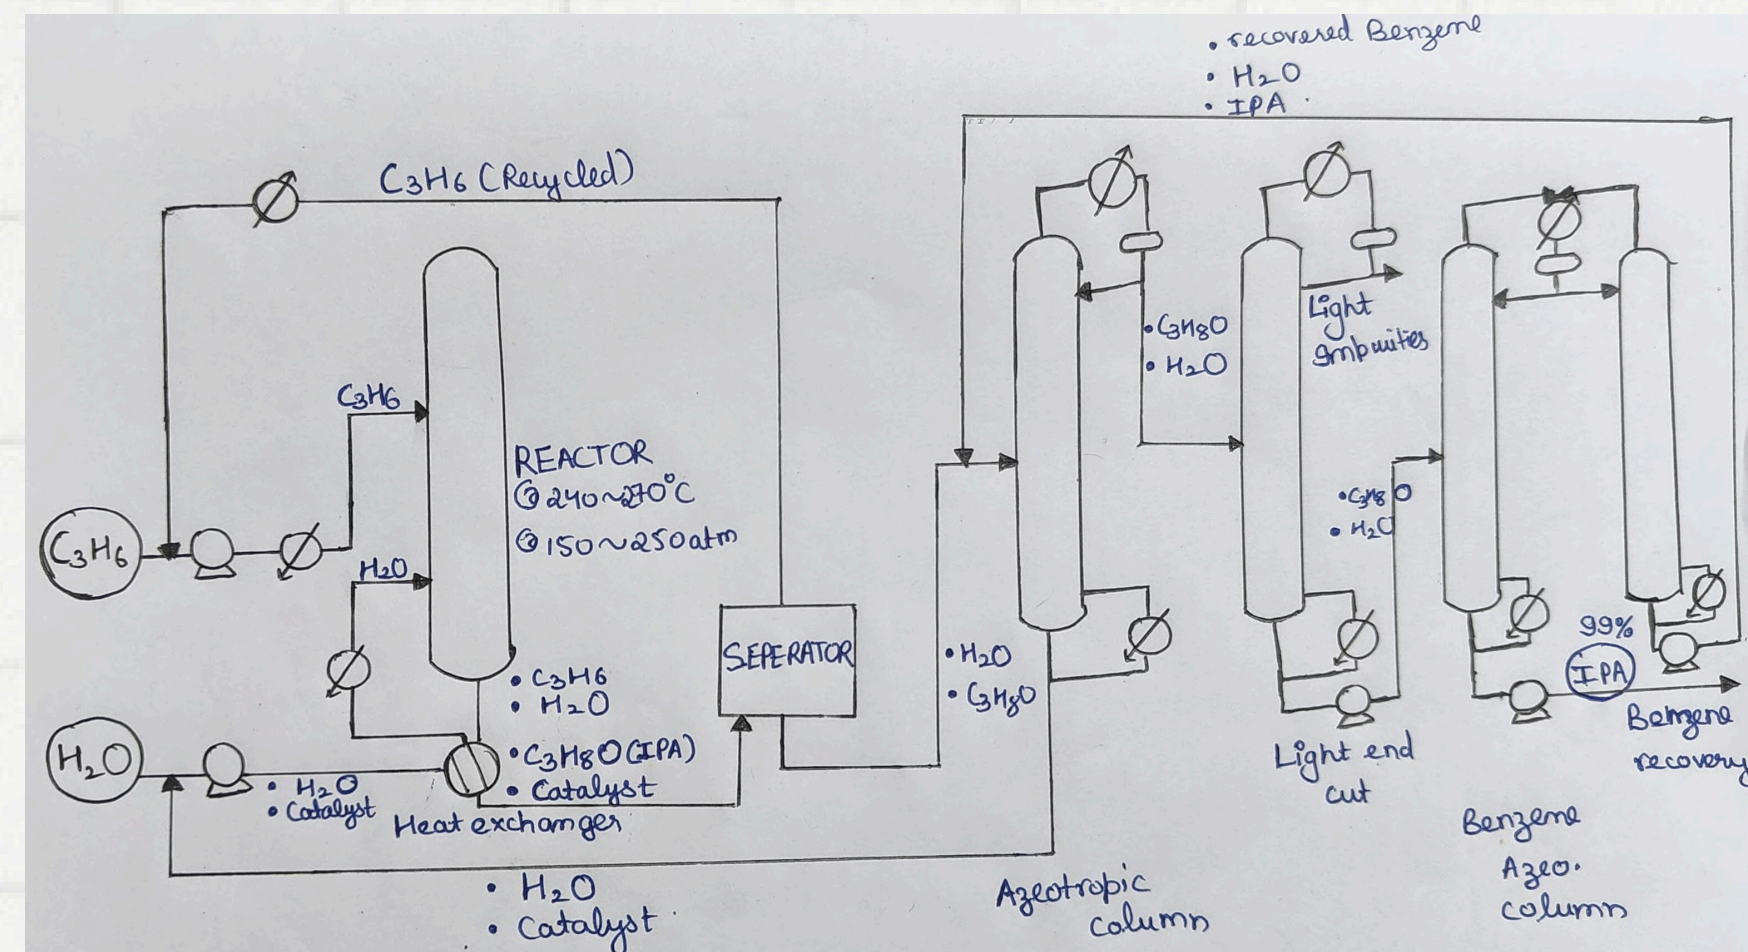 • recovered Benzene
• H2O
• IPA
C3H6 (Recycled)
C3H6
C3H6
H2O
REACTOR
@ 240~270°C
@ 150~250atm
H2O
• H2O
• Catalyst
• C3H6
• H2O
• C3H8O (IPA)
• Catalyst
Heat exchanger
SEPERATOR
• H2O
• C3H8O
• H2O
• Catalyst
Azeotropic
column
• C3H8O
• H2O
Light
Impurities
Light end
cut
• C3H8O
• H2O
99%
IPA
Benzene
Azeo.
column
Benzene
recovery